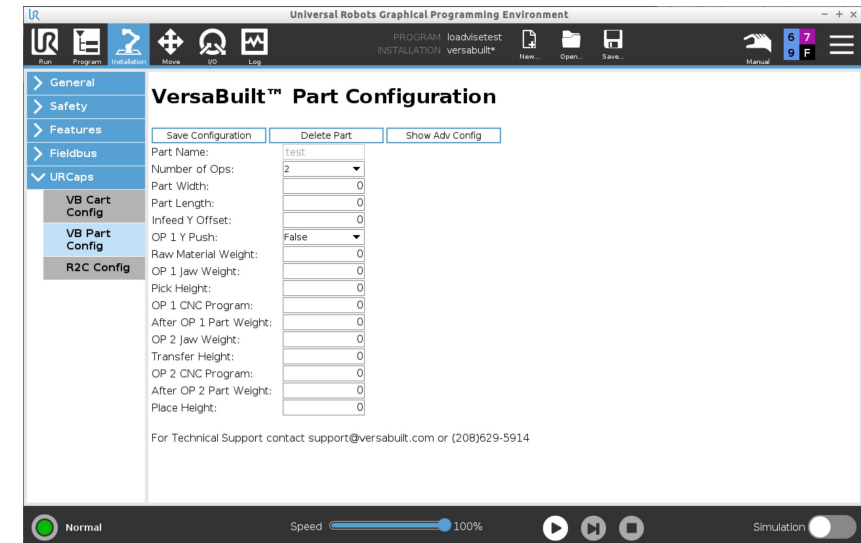 UR
Universal Robots Graphical Programming Environment
UR
Run
Program
Installation
Move
I/O
Log
PROGRAM loadvisetest
INSTALLATION versabuilt*
New...
Open...
Save...
Manual
6 7
9 F
General
Safety
Features
Fieldbus
URCaps
VB Cart
Config
VB Part
Config
R2C Config
VersaBuilt™ Part Configuration
Save Configuration Delete Part Show Adv Config
Part Name: test
Number of Ops: 2
Part Width: 0
Part Length: 0
Infeed Y Offset: 0
OP 1 Y Push: False
Raw Material Weight: 0
OP 1 Jaw Weight: 0
Pick Height: 0
OP 1 CNC Program: 0
After OP 1 Part Weight: 0
OP 2 Jaw Weight: 0
Transfer Height: 0
OP 2 CNC Program: 0
After OP 2 Part Weight: 0
Place Height: 0
For Technical Support contact support@versabuilt.com or (208)629-5914
Normal
Speed 100%
Simulation